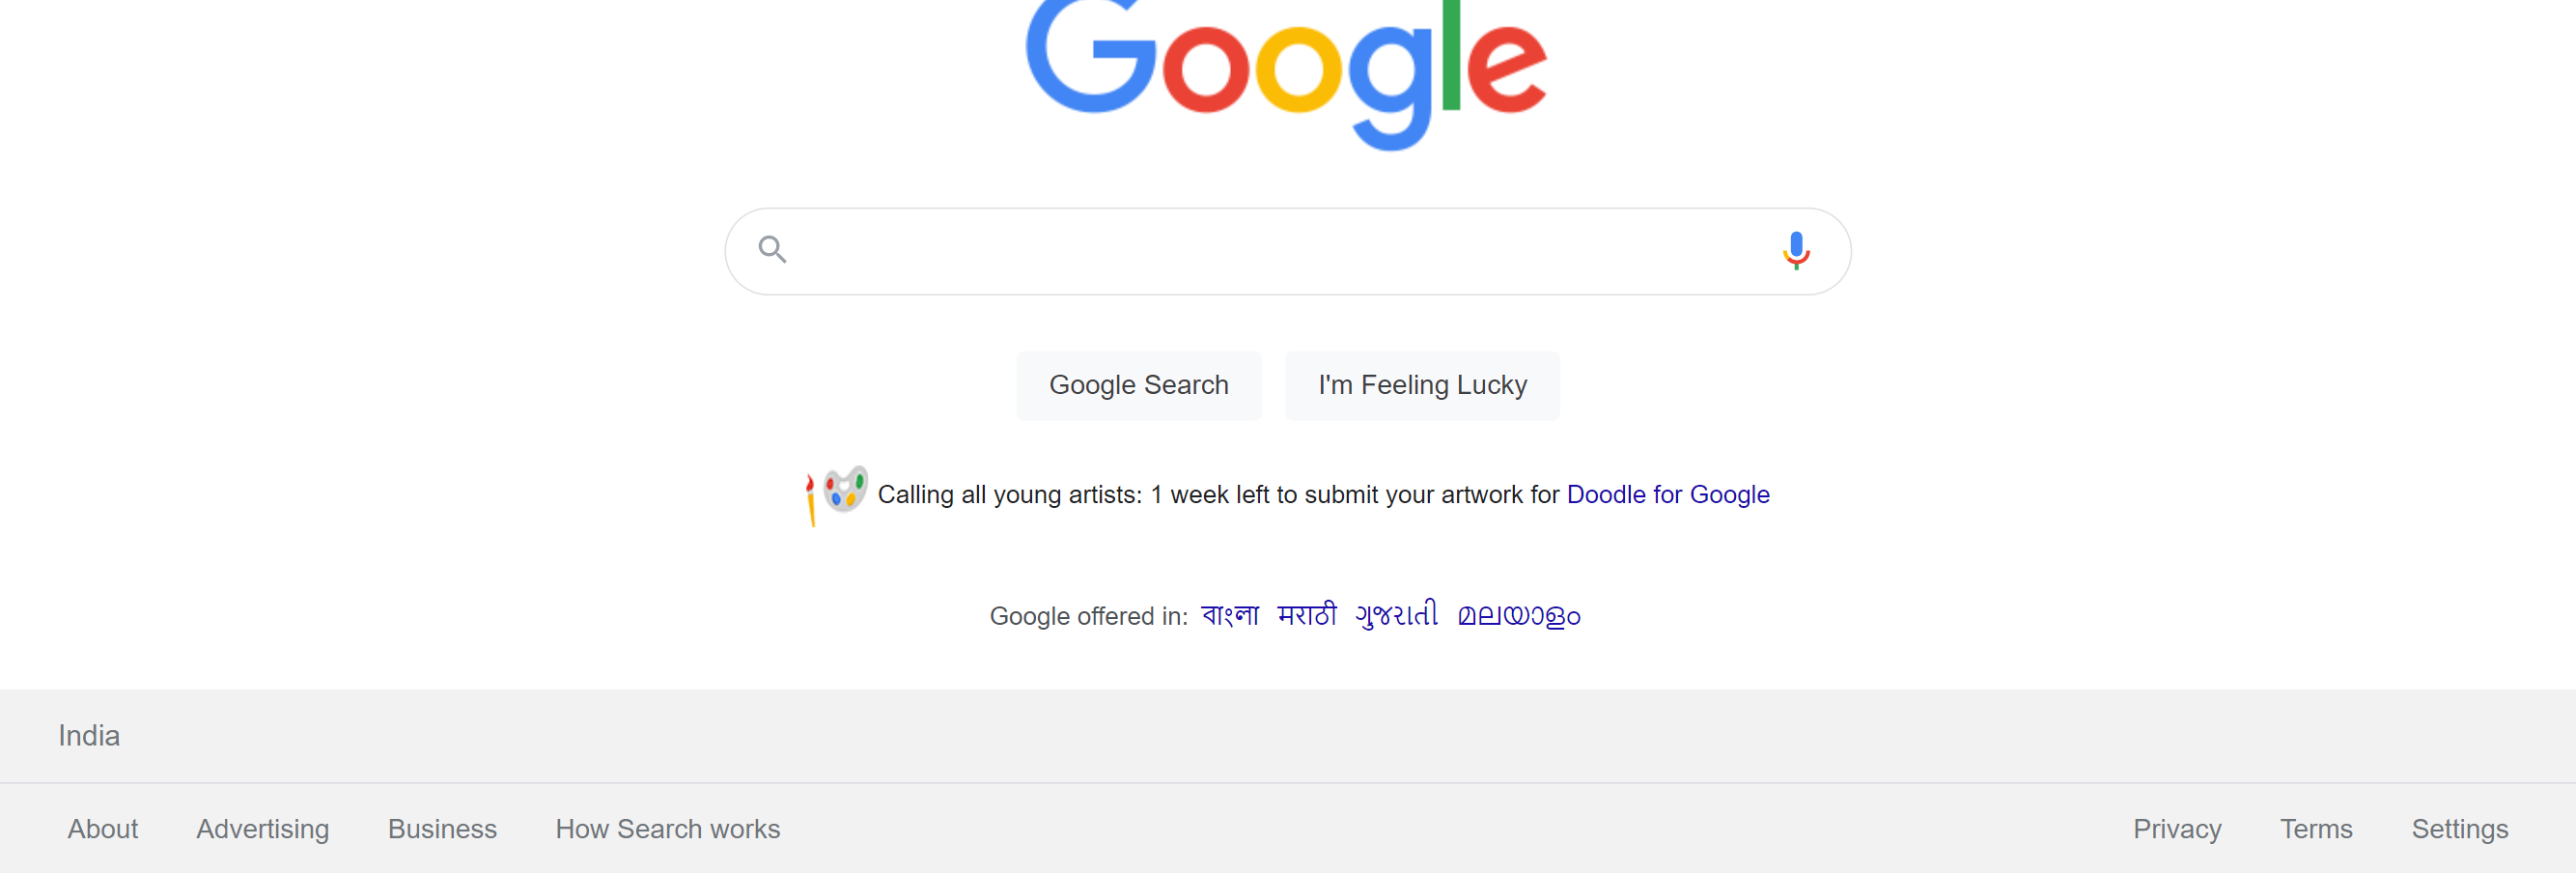 Google
Google Search I'm Feeling Lucky
Calling all young artists: 1 week left to submit your artwork for Doodle for Google
Google offered in: বাংলা मराठी ગુજરાતી മലയാളം
India
About Advertising Business How Search works Privacy Terms Settings